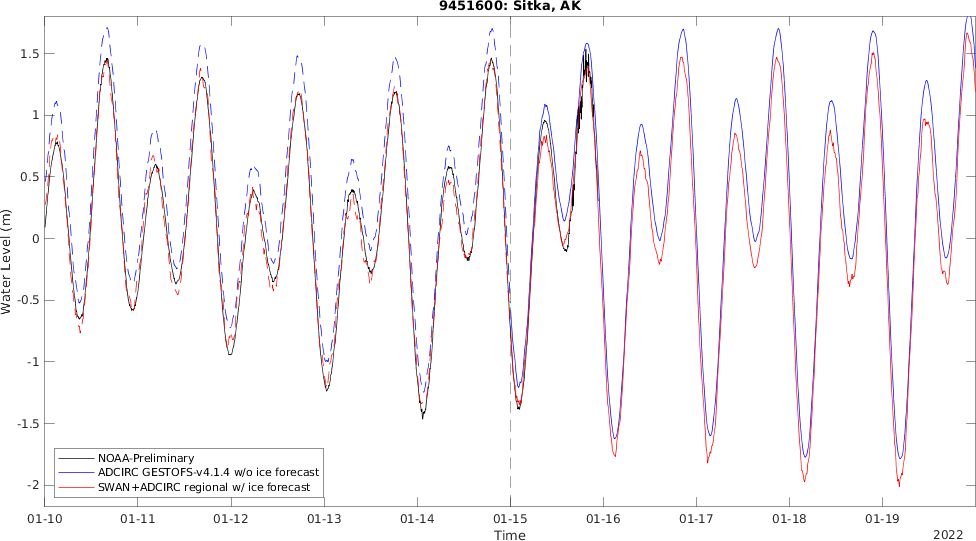 9451600: Sitka, AK
Water Level (m)
1.5
1
0.5
0
-0.5
-1
-1.5
-2
NOAA-Preliminary
ADCIRC GESTOFS-v4.1.4 w/o ice forecast
SWAN+ADCIRC regional w/ ice forecast
01-10 01-11 01-12 01-13 01-14 01-15 01-16 01-17 01-18 01-19
Time
2022